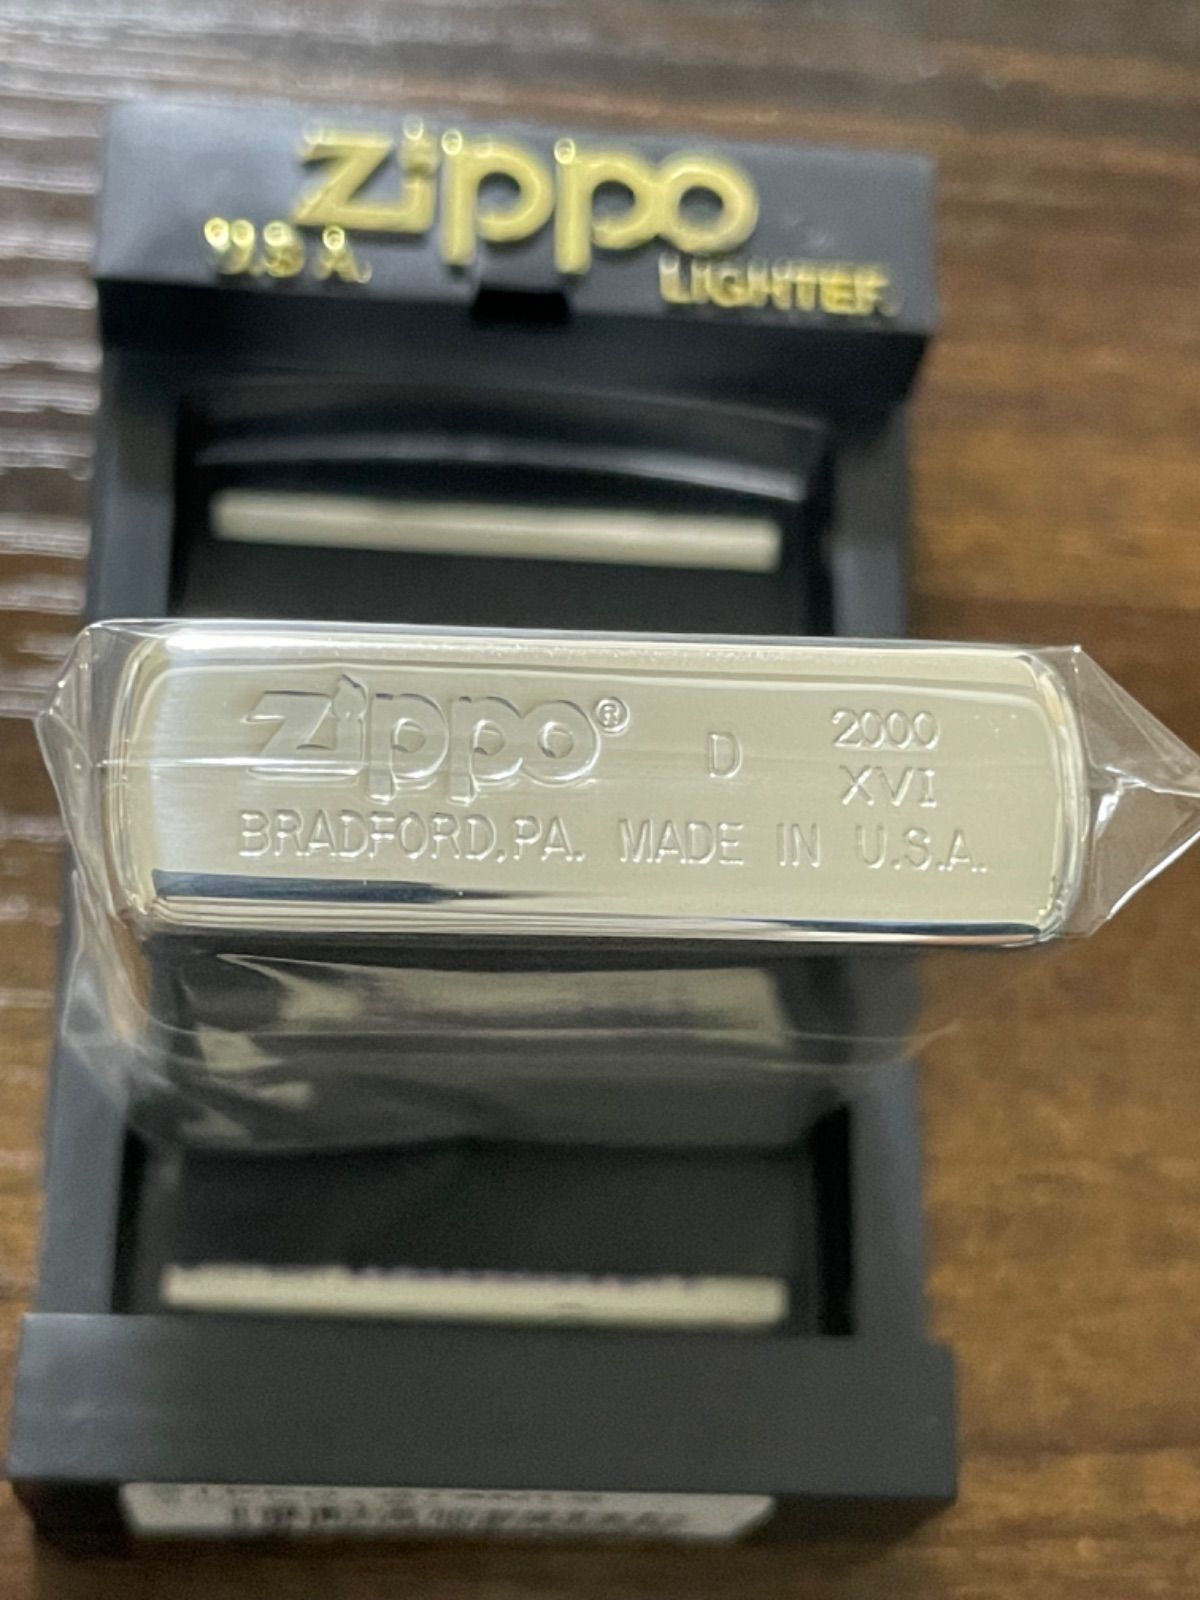 zippo
U.S.A. LIGHTER
zippo® D 2000
XVI
BRADFORD,PA. MADE IN U.S.A.